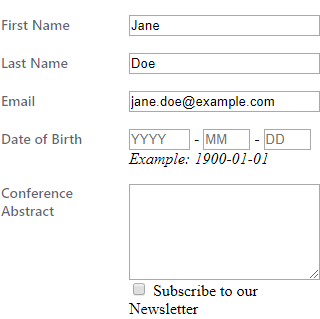 First Name Jane
Last Name Doe
Email jane.doe@example.com
Date of Birth YYYY - MM - DD
Example: 1900-01-01
Conference
Abstract
Subscribe to our
Newsletter